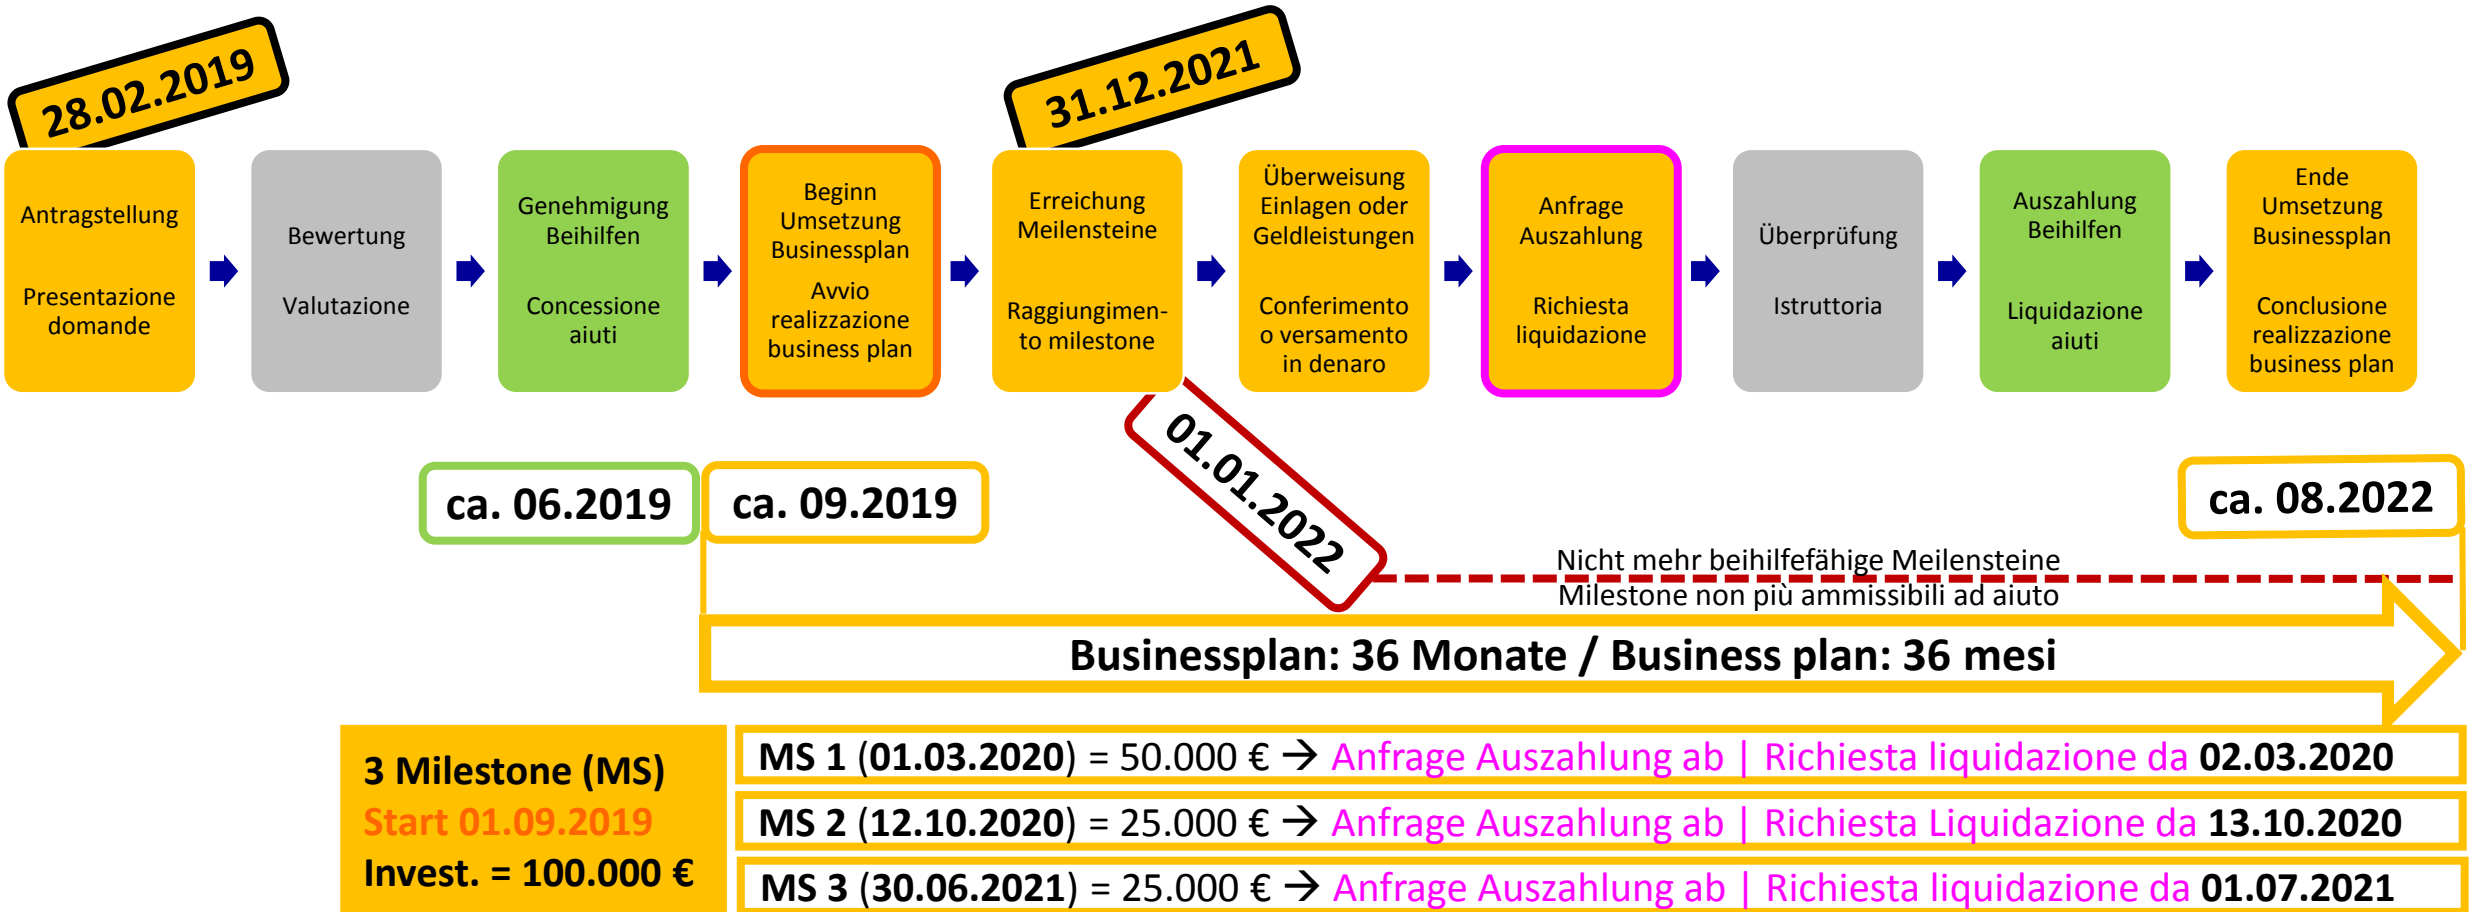 28.02.2019
31.12.2021
Antragstellung
Presentazione
domande
Bewertung
Valutazione
Genehmigung
Beihilfen
Concessione
aiuti
Beginn
Umsetzung
Businessplan
Avvio
realizzazione
business plan
Erreichung
Meilensteine
Raggiungimen-
to milestone
Überweisung
Einlagen oder
Geldleistungen
Conferimento
o versamento
in denaro
Anfrage
Auszahlung
Richiesta
liquidazione
Überprüfung
Istruttoria
Auszahlung
Beihilfen
Liquidazione
aiuti
Ende
Umsetzung
Businessplan
Conclusione
realizzazione
business plan
ca. 06.2019
ca. 09.2019
01.01.2022
ca. 08.2022
Nicht mehr beihilfefähige Meilensteine
Milestone non più ammissibili ad aiuto
Businessplan: 36 Monate / Business plan: 36 mesi
3 Milestone (MS)
Start 01.09.2019
Invest. = 100.000 €
MS 1 (01.03.2020) = 50.000 € → Anfrage Auszahlung ab | Richiesta liquidazione da 02.03.2020
MS 2 (12.10.2020) = 25.000 € → Anfrage Auszahlung ab | Richiesta Liquidazione da 13.10.2020
MS 3 (30.06.2021) = 25.000 € → Anfrage Auszahlung ab | Richiesta liquidazione da 01.07.2021